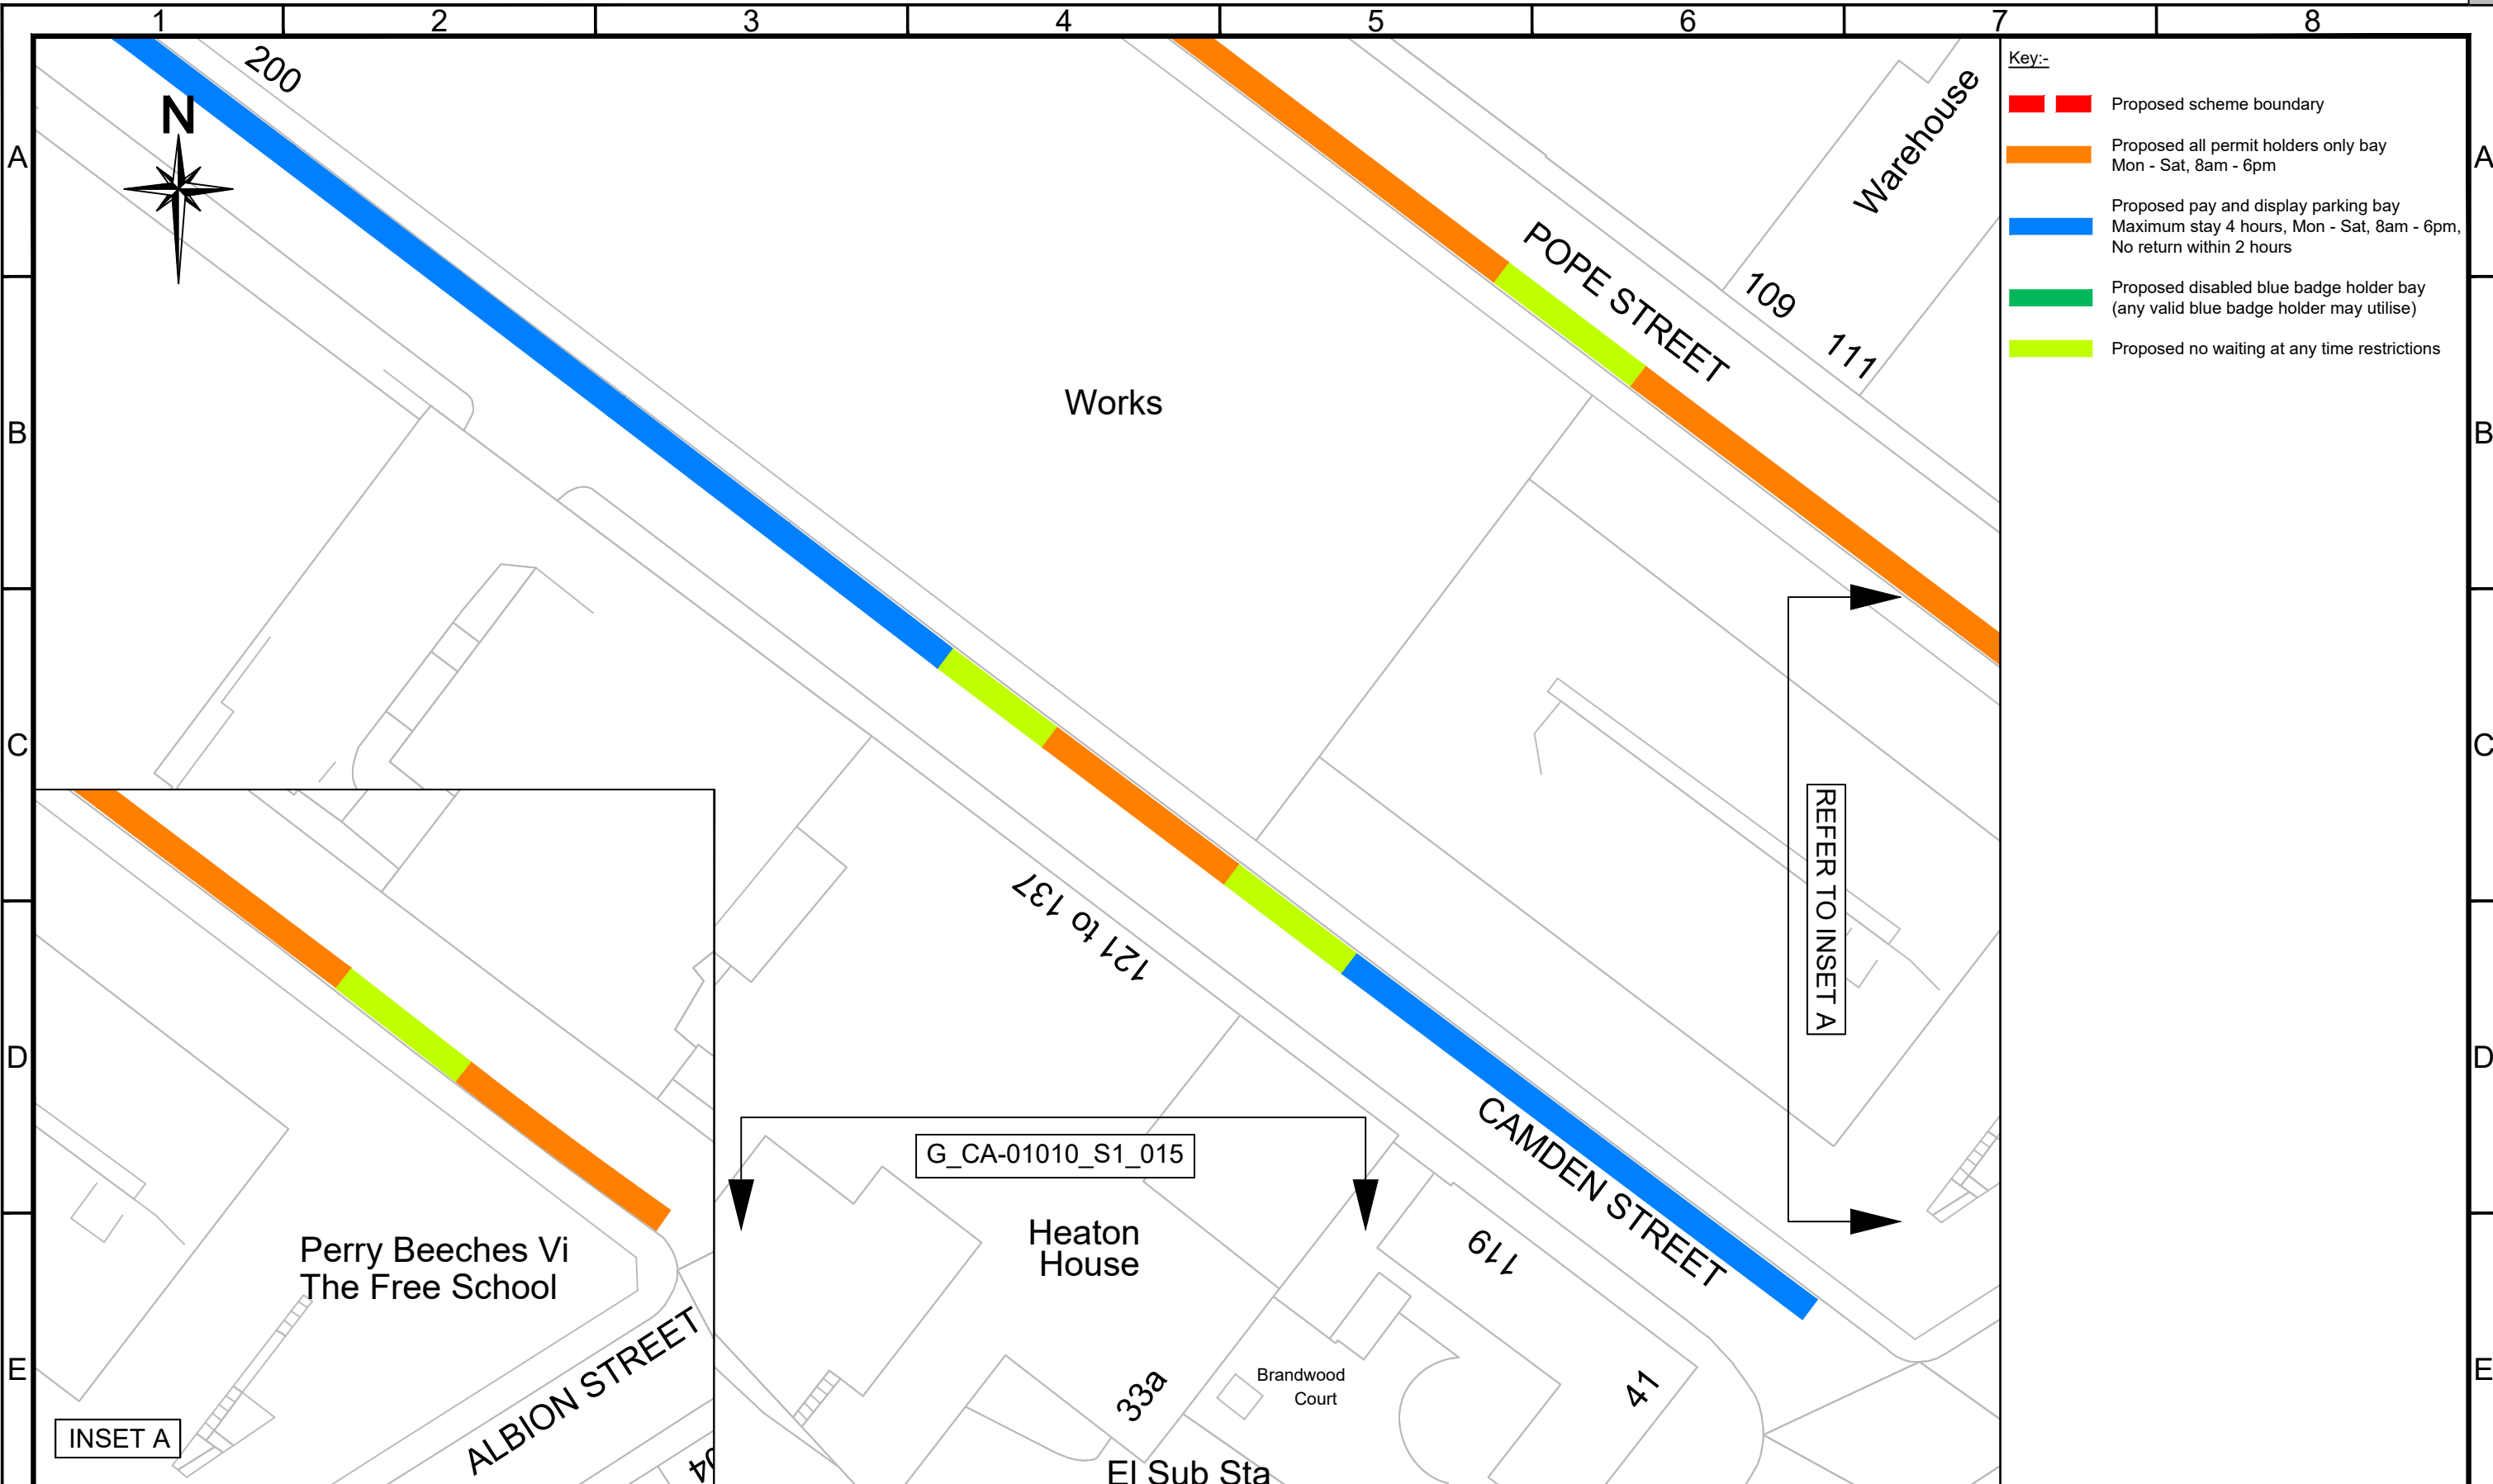 1 2 3 4 5 6 7 8
A
B
C
D
E
A
B
C
D
E
N
200
POPE STREET
Warehouse
109
111
Works
REFER TO INSET A
121 to 137
CAMDEN STREET
G_CA-01010_S1_015
Heaton
House
119
41
33a
Brandwood
Court
El Sub Sta
Perry Beeches Vi
The Free School
ALBION STREET
INSET A
Key:-
Proposed scheme boundary
Proposed all permit holders only bay
Mon - Sat, 8am - 6pm
Proposed pay and display parking bay
Maximum stay 4 hours, Mon - Sat, 8am - 6pm,
No return within 2 hours
Proposed disabled blue badge holder bay
(any valid blue badge holder may utilise)
Proposed no waiting at any time restrictions